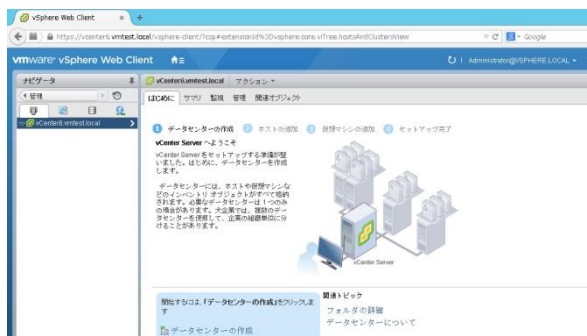 vSphere Web Client
https://vcenter6.vmtest.local/vsphere-client/?csp#extensionId%3Dvsphere.core.viTree.hostsAndClustersView
Google
vmware vSphere Web Client
Administrator@VSPHERE.LOCAL
ナビゲータ
vCenter6.vmtest.local アクション
管理
はじめに サマリ 監視 管理 関連オブジェクト
vCenter6.vmtest.local
1 データセンターの作成 2 ホストの追加 3 仮想マシンの追加 4 セットアップ完了
vCenter Server へようこそ
vCenter Server をセットアップする準備が整
いました。はじめに、データセンターを作成
します。
データセンターには、ホストや仮想マシンな
どのインベントリ オブジェクトがすべて格納
されます。必要なデータセンターは 1 つのみ
の場合があります。大企業では、複数のデー
タセンターを使用して、企業の組織単位に分
けることがあります。
vCenter Server
開始するには、「データセンターの作成」をクリックしま
す
データセンターの作成
関連トピック
フォルダの詳細
データセンターについて